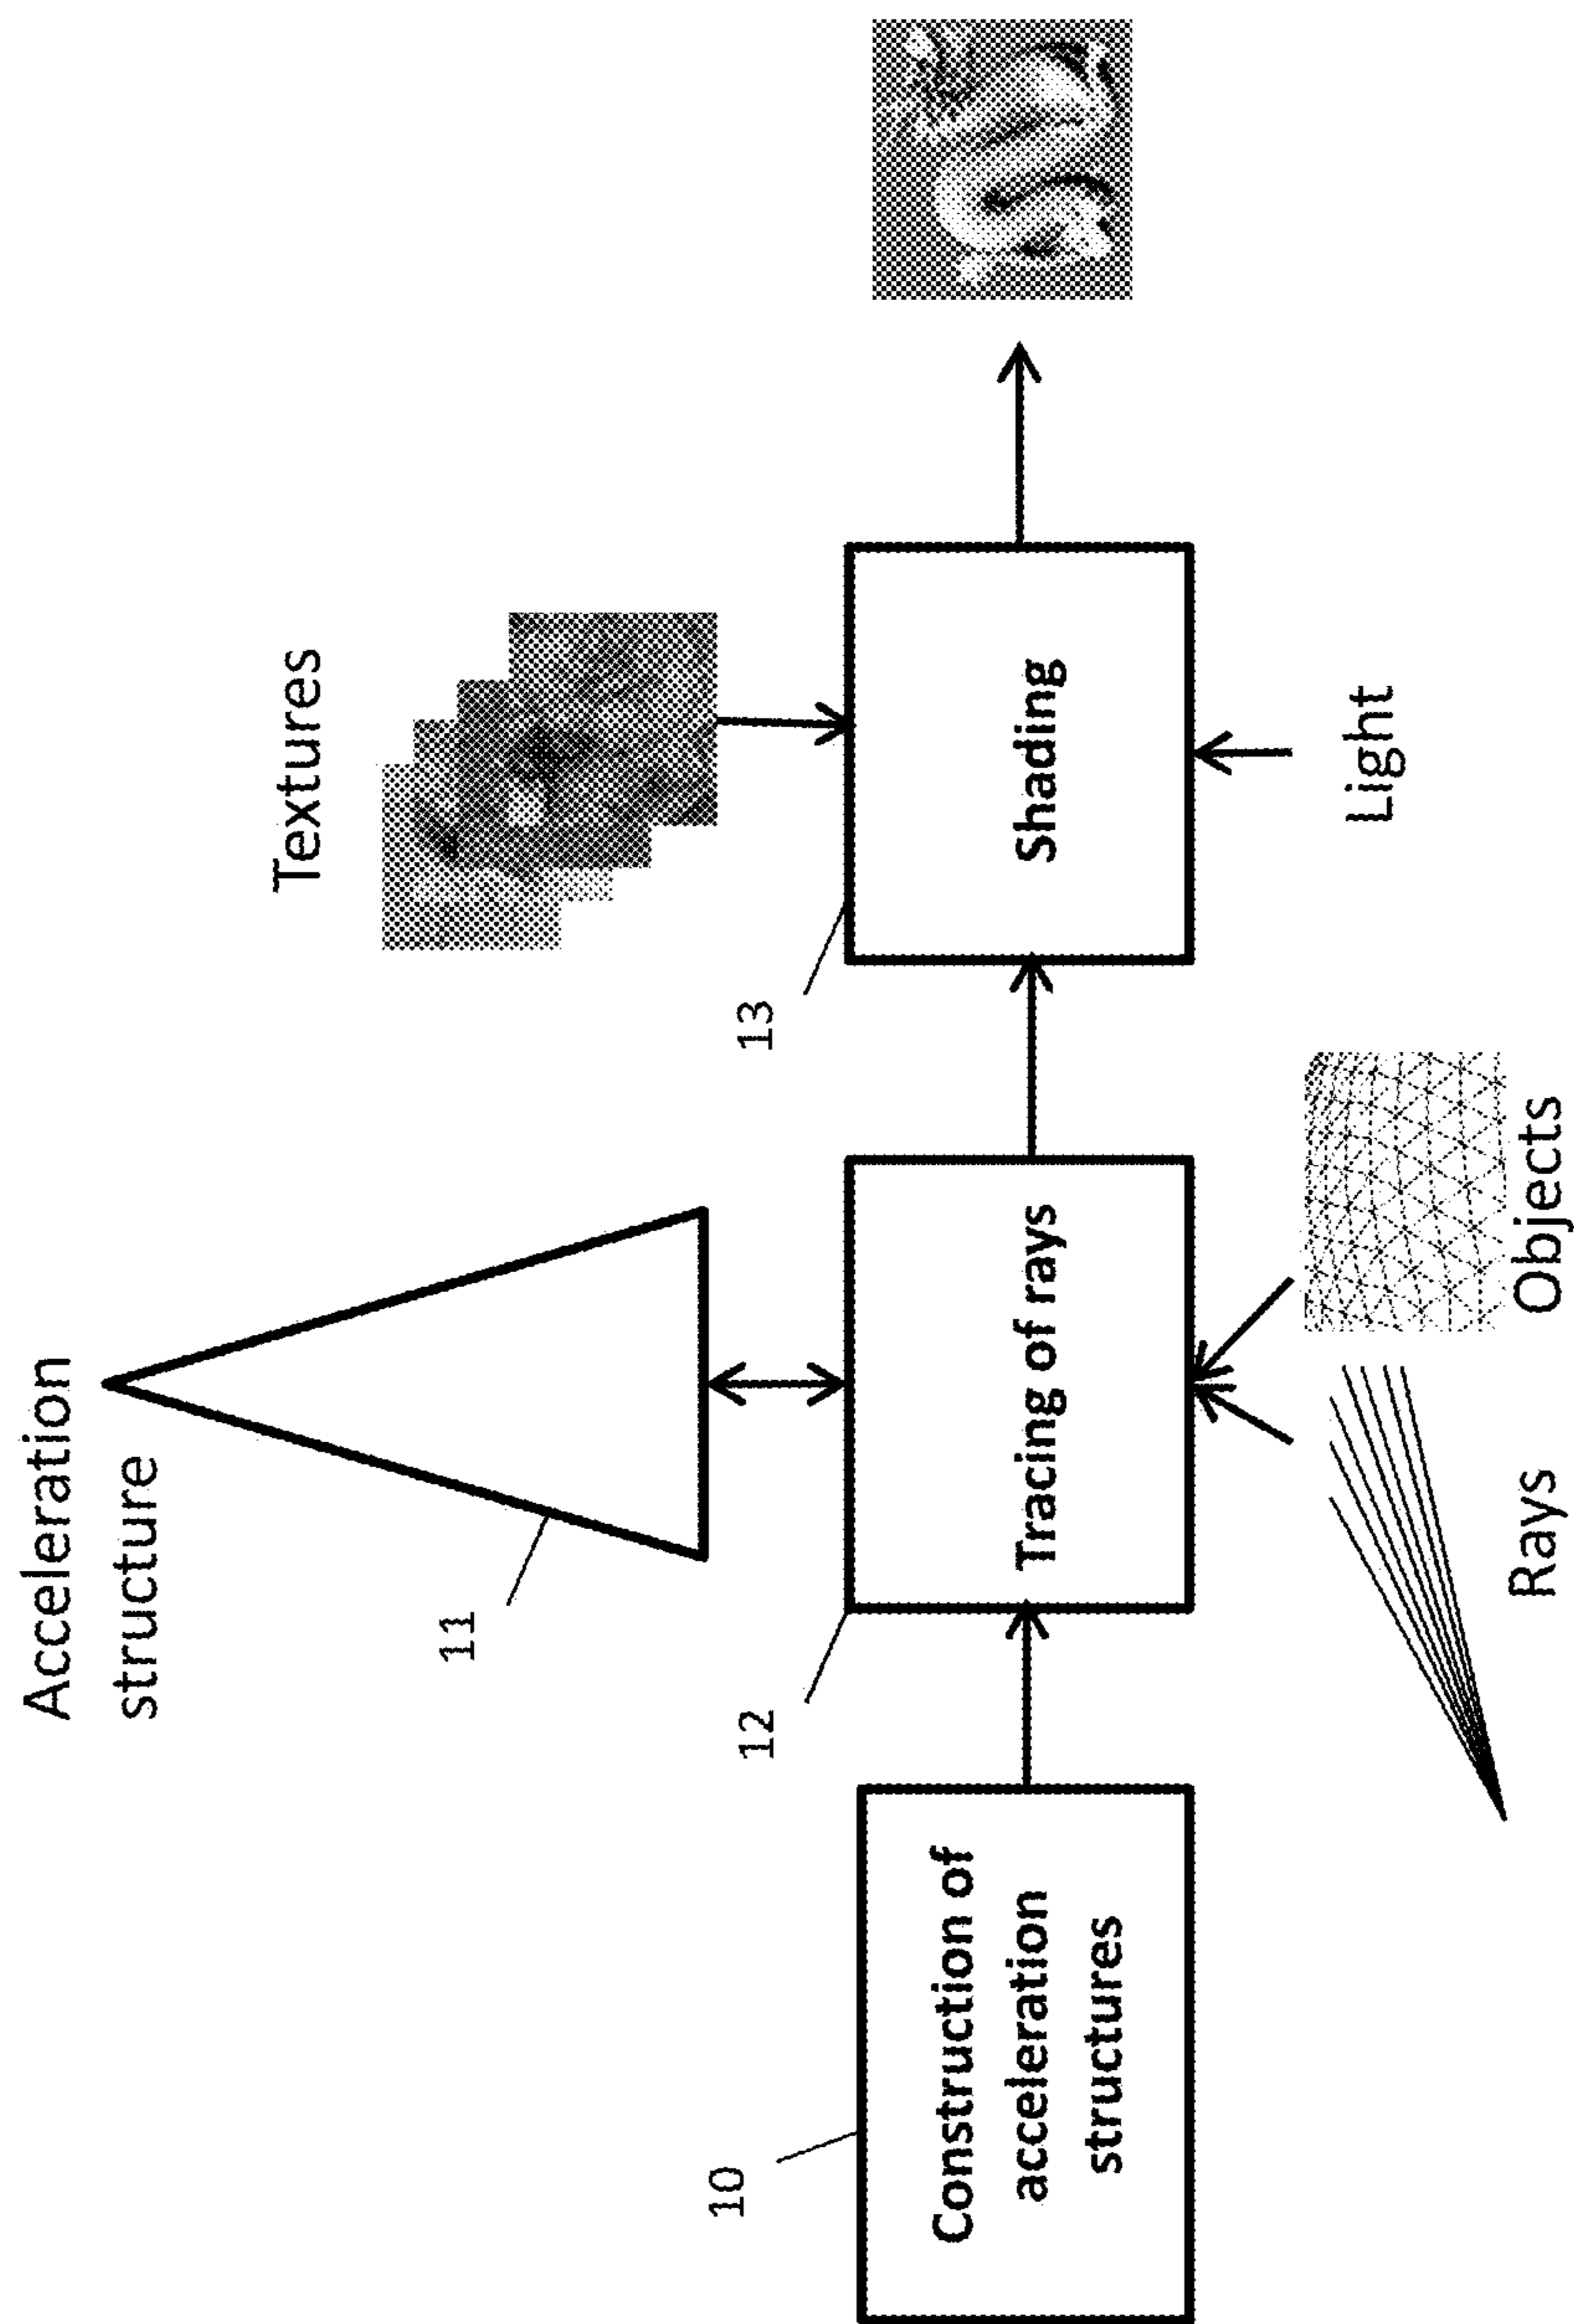 Acceleration
structure
11
Textures
10
Construction of
acceleration
structures
12
Tracing of rays
13
Shading
Rays
Objects
Light